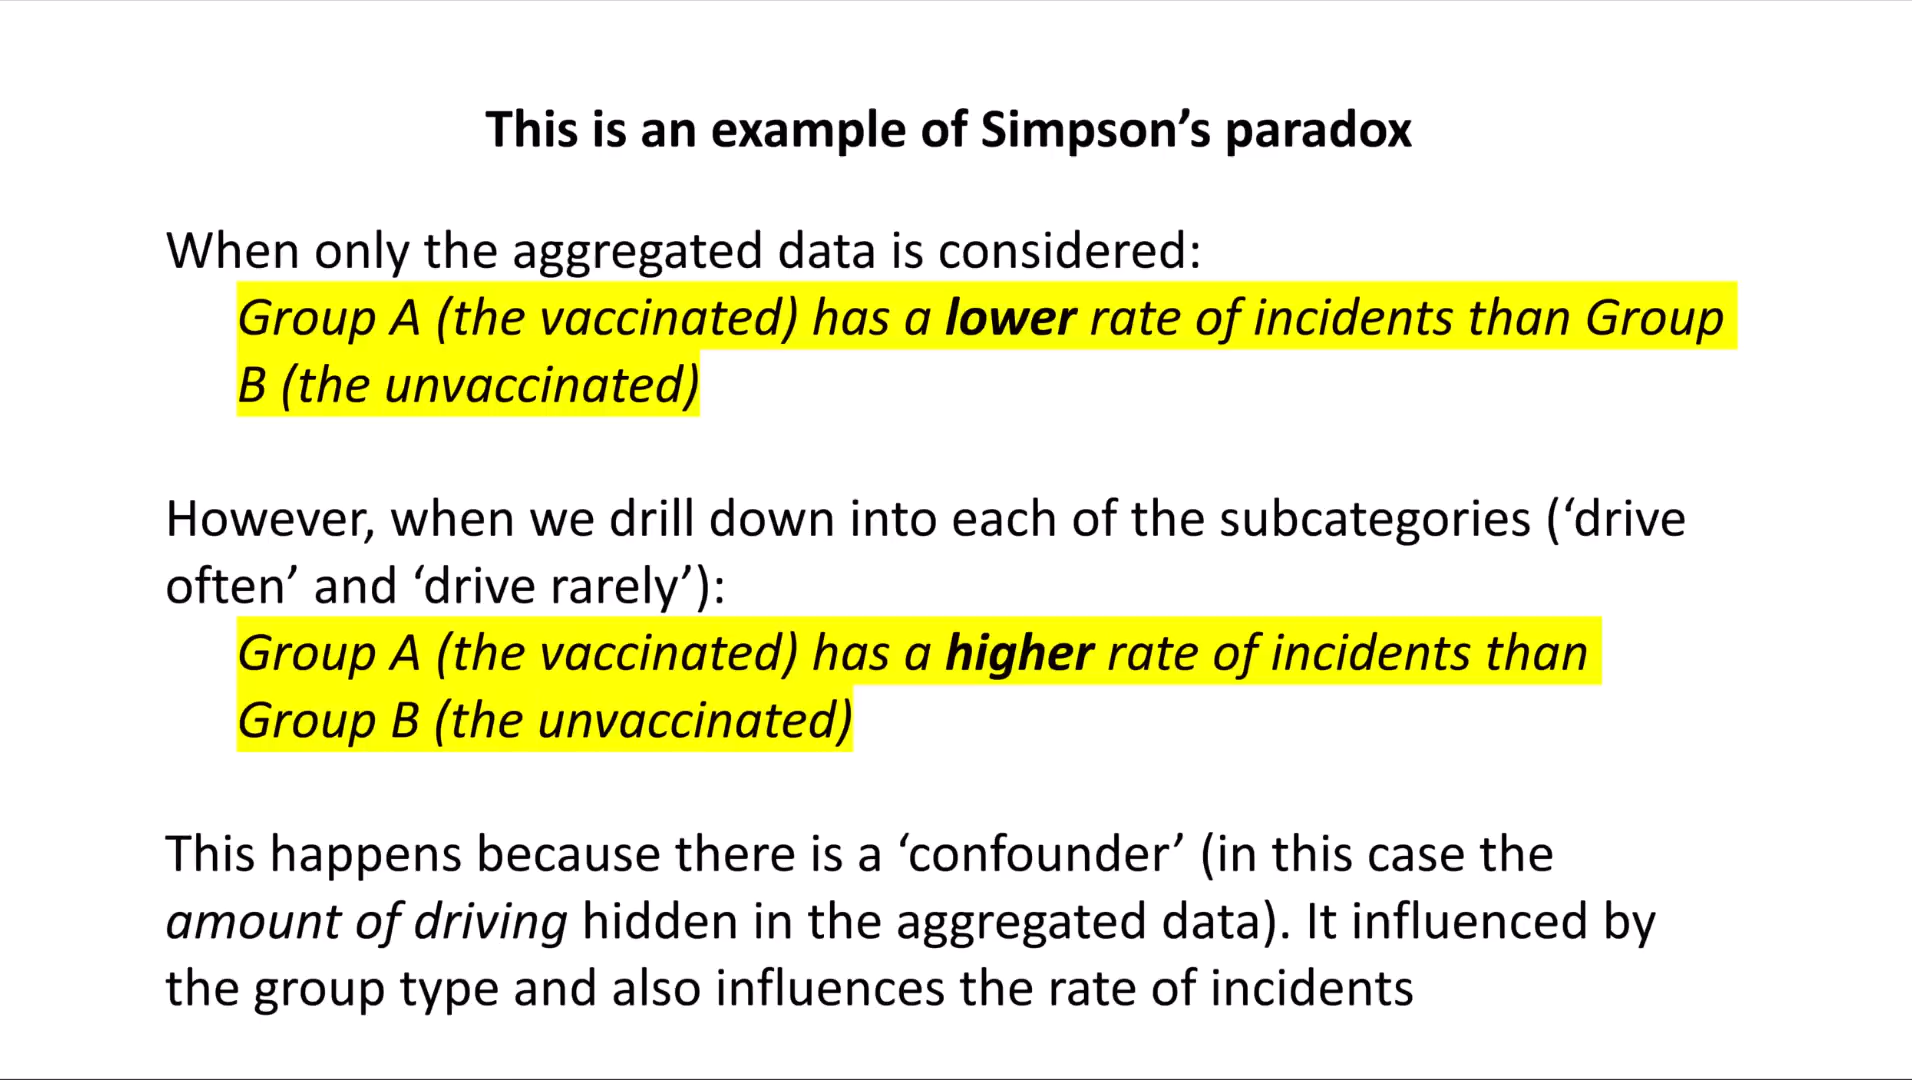 This is an example of Simpson’s paradox
When only the aggregated data is considered:
Group A (the vaccinated) has a lower rate of incidents than Group
B (the unvaccinated)
However, when we drill down into each of the subcategories (‘drive
often’ and ‘drive rarely’):
Group A (the vaccinated) has a higher rate of incidents than
Group B (the unvaccinated)
This happens because there is a ‘confounder’ (in this case the
amount of driving hidden in the aggregated data). It influenced by
the group type and also influences the rate of incidents